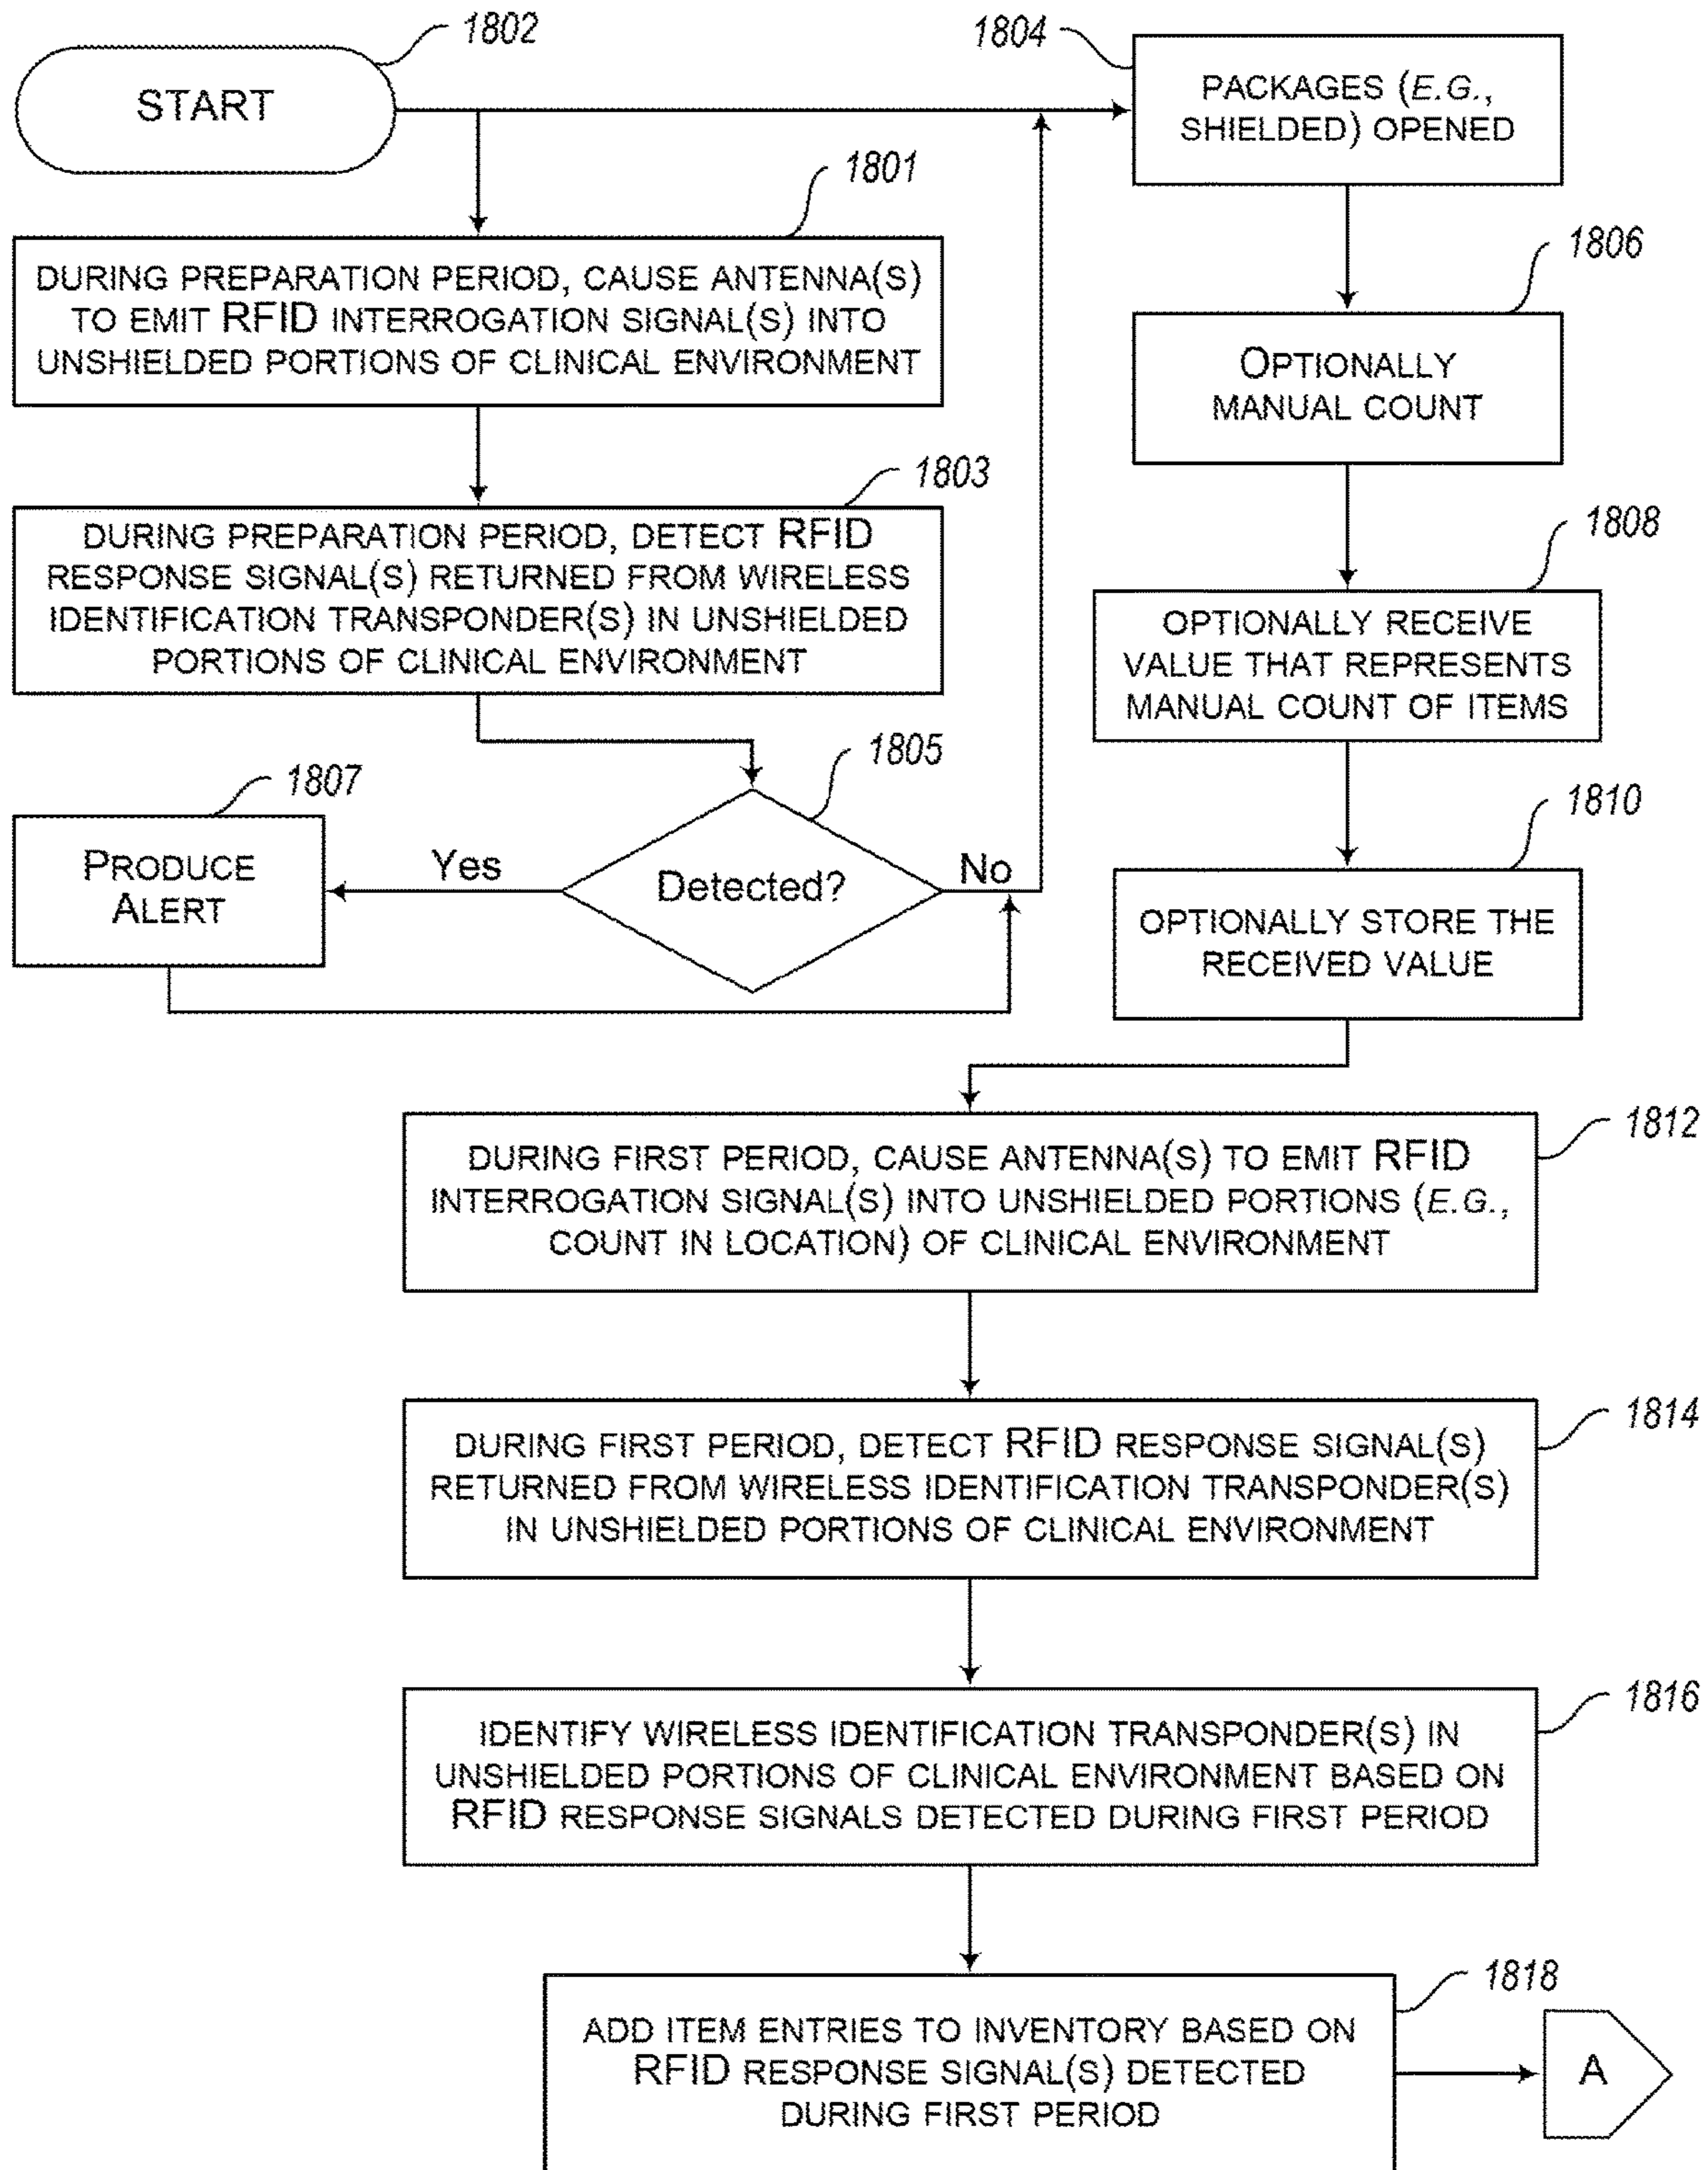 1802
START
1804
PACKAGES (E.G.,
SHIELDED) OPENED
1801
DURING PREPARATION PERIOD, CAUSE ANTENNA(S)
TO EMIT RFID INTERROGATION SIGNAL(S) INTO
UNSHIELDED PORTIONS OF CLINICAL ENVIRONMENT
1806
OPTIONALLY
MANUAL COUNT
1803
DURING PREPARATION PERIOD, DETECT RFID
RESPONSE SIGNAL(S) RETURNED FROM WIRELESS
IDENTIFICATION TRANSPONDER(S) IN UNSHIELDED
PORTIONS OF CLINICAL ENVIRONMENT
1808
OPTIONALLY RECEIVE
VALUE THAT REPRESENTS
MANUAL COUNT OF ITEMS
1805
Detected?
Yes
No
1807
PRODUCE
ALERT
1810
OPTIONALLY STORE THE
RECEIVED VALUE
1812
DURING FIRST PERIOD, CAUSE ANTENNA(S) TO EMIT RFID
INTERROGATION SIGNAL(S) INTO UNSHIELDED PORTIONS (E.G.,
COUNT IN LOCATION) OF CLINICAL ENVIRONMENT
1814
DURING FIRST PERIOD, DETECT RFID RESPONSE SIGNAL(S)
RETURNED FROM WIRELESS IDENTIFICATION TRANSPONDER(S)
IN UNSHIELDED PORTIONS OF CLINICAL ENVIRONMENT
1816
IDENTIFY WIRELESS IDENTIFICATION TRANSPONDER(S) IN
UNSHIELDED PORTIONS OF CLINICAL ENVIRONMENT BASED ON
RFID RESPONSE SIGNALS DETECTED DURING FIRST PERIOD
1818
ADD ITEM ENTRIES TO INVENTORY BASED ON
RFID RESPONSE SIGNAL(S) DETECTED
DURING FIRST PERIOD
A